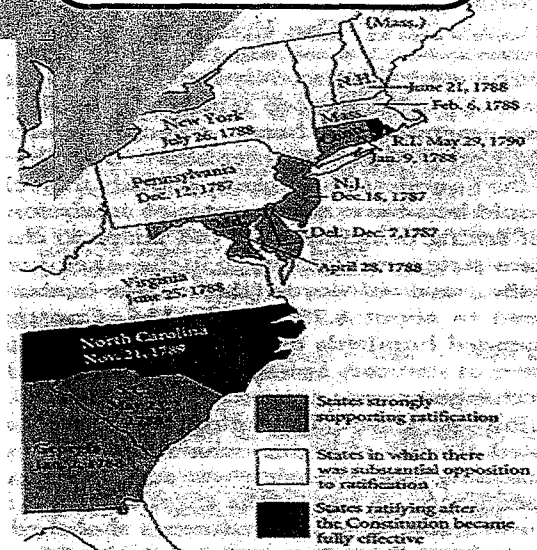 (Mass.)
N.H.
June 21, 1788
Feb. 6, 1788
Mass.
Conn.
R.I. May 29, 1790
Jan. 9, 1788
New York
July 26, 1788
Pennsylvania
Dec. 12, 1787
N.J.
Dec. 18, 1787
Del. Dec. 7, 1787
April 28, 1788
Virginia
June 25, 1788
North Carolina
Nov. 21, 1789
Georgia
States strongly
supporting ratification
States in which there
was substantial opposition
to ratification
States ratifying after
the Constitution became
fully effective